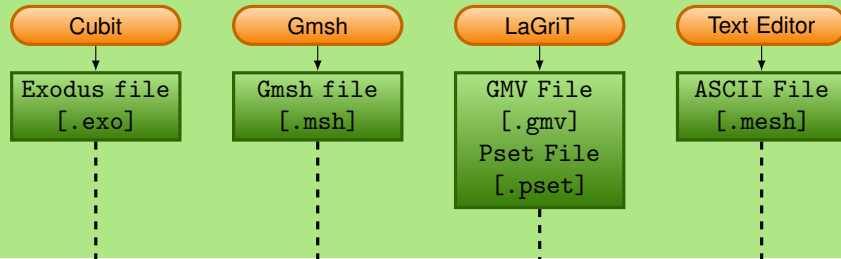 Cubit
Gmsh
LaGriT
Text Editor
Exodus file
[.exo]
Gmsh file
[.msh]
GMV File
[.gmv]
Pset File
[.pset]
ASCII File
[.mesh]